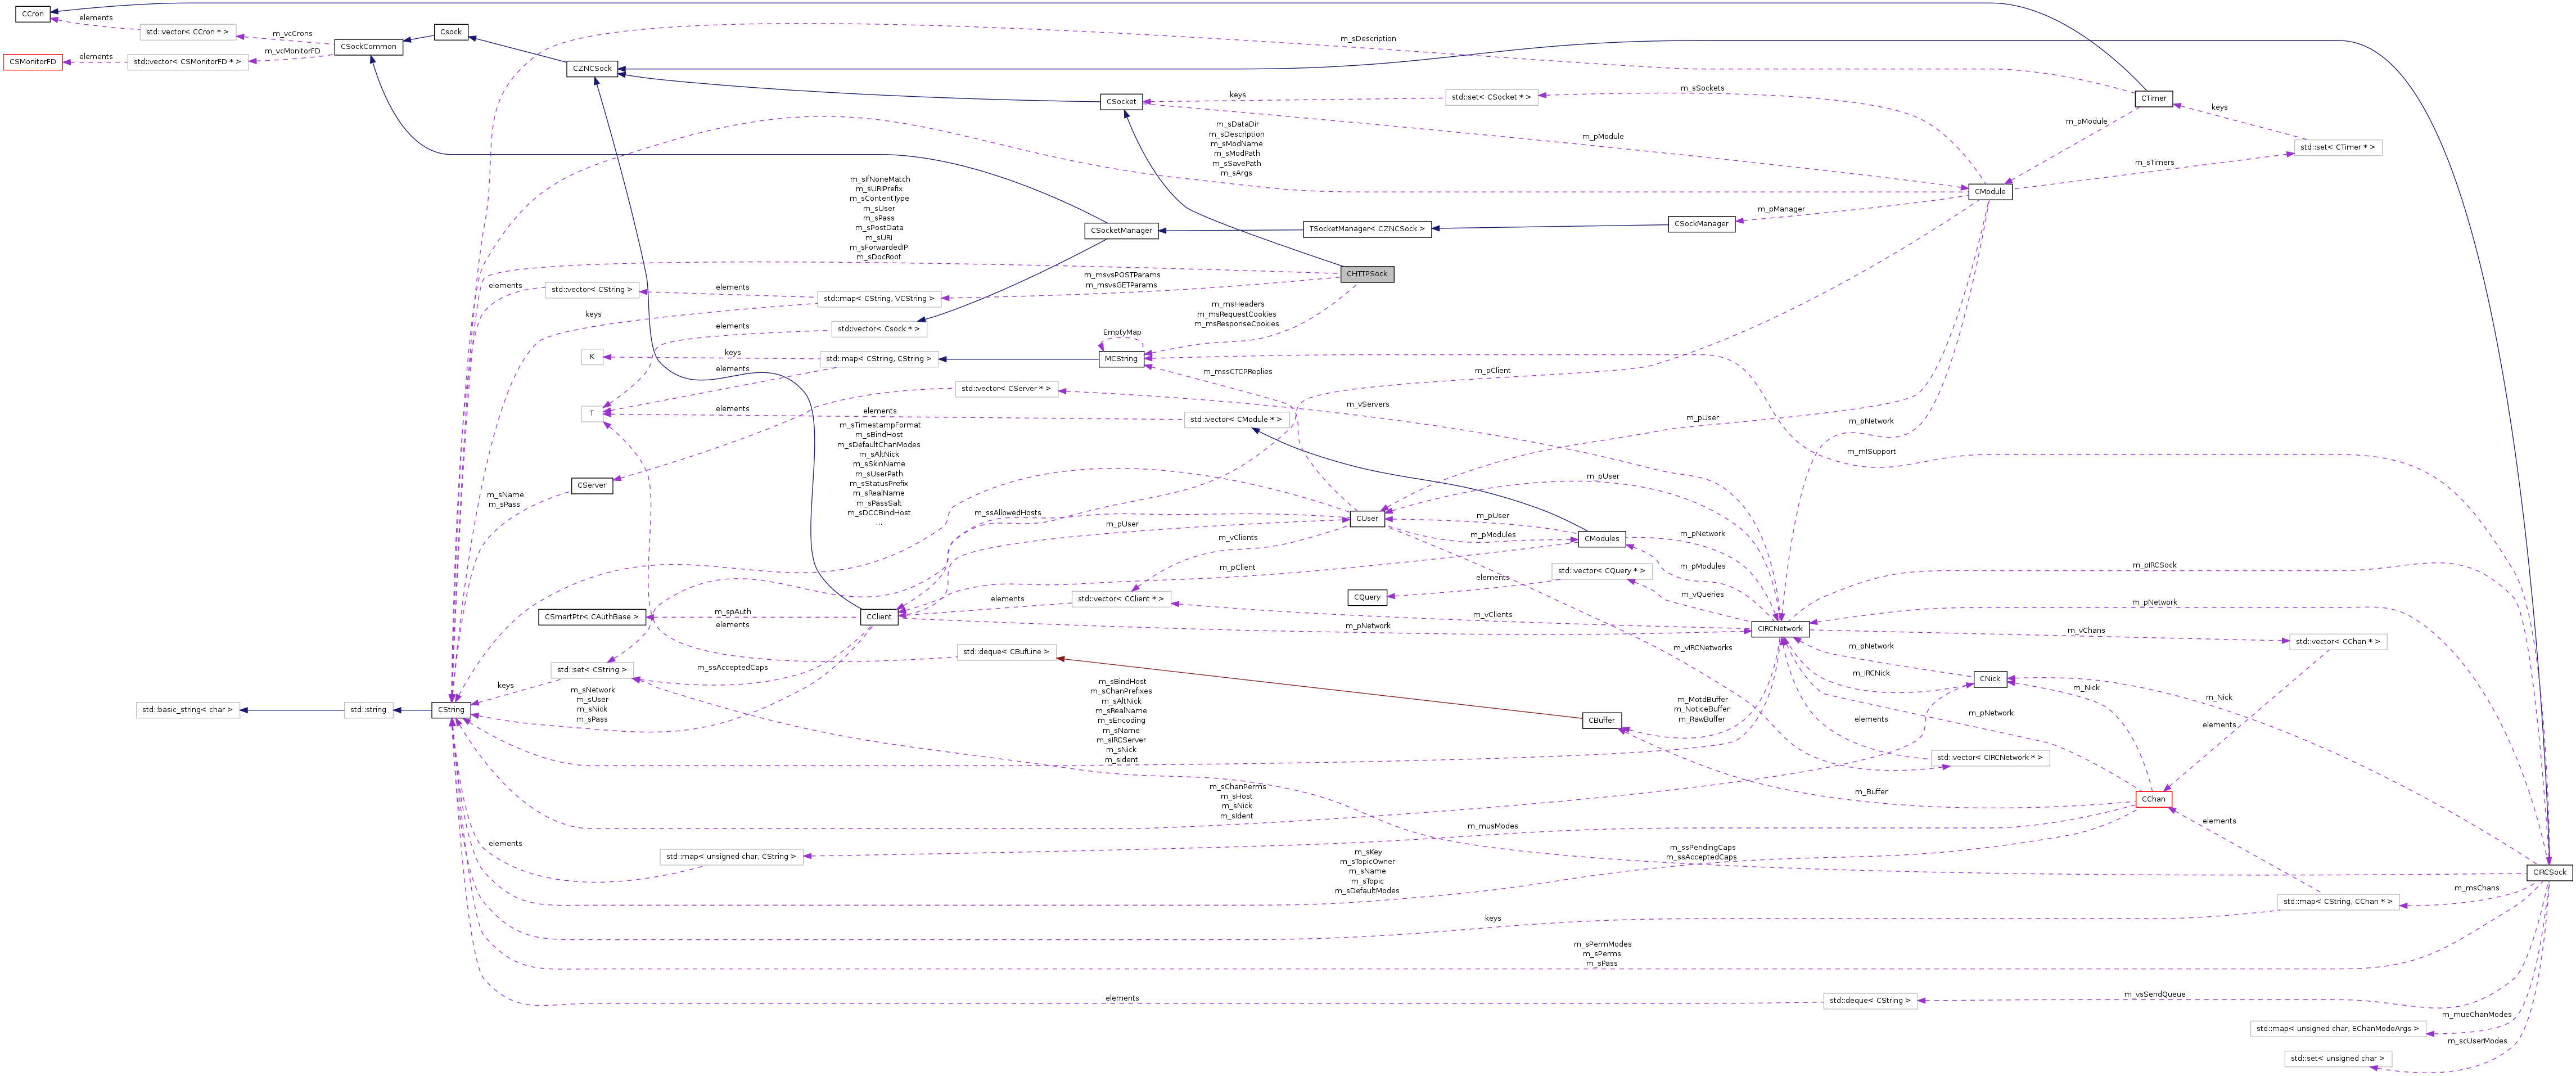 CCron
elements
std::vector< CCron * >
m_vcCrons
Csock
CSockCommon
m_vcMonitorFD
elements
CSMonitorFD
std::vector< CSMonitorFD * >
CZNCSock
m_sDescription
CSocket
keys
std::set< CSocket * >
m_sSockets
CTimer
keys
m_pModule
std::set< CTimer * >
m_sTimers
m_pModule
m_sDataDir
m_sDescription
m_sModName
m_sModPath
m_sSavePath
m_sArgs
CModule
m_pManager
CSockManager
TSocketManager< CZNCSock >
CSocketManager
m_sIfNoneMatch
m_sURIPrefix
m_sContentType
m_sUser
m_sPass
m_sPostData
m_sURI
m_sForwardedIP
m_sDocRoot
CHTTPSock
m_msvsPOSTParams
m_msvsGETParams
elements
std::vector< CString >
elements
std::map< CString, VCString >
keys
m_msHeaders
m_msRequestCookies
m_msResponseCookies
elements
std::vector< Csock * >
EmptyMap
K
keys
std::map< CString, CString >
MCString
elements
m_mssCTCPReplies
m_pClient
std::vector< CServer * >
m_vServers
T
elements
elements
std::vector< CModule * >
m_pUser
m_pNetwork
m_mISupport
m_sTimestampFormat
m_sBindHost
m_sDefaultChanModes
m_sAltNick
m_sSkinName
m_sUserPath
m_sStatusPrefix
m_sRealName
m_sPassSalt
m_sDCCBindHost
...
CServer
m_sName
m_sPass
m_pUser
m_ssAllowedHosts
CUser
m_pUser
m_pUser
m_pModules
CModules
m_pNetwork
m_vClients
m_pClient
m_pModules
std::vector< CQuery * >
elements
CQuery
m_vQueries
m_pIRCSock
elements
std::vector< CClient * >
m_vClients
m_pNetwork
CSmartPtr< CAuthBase >
m_spAuth
CClient
elements
m_pNetwork
CIRCNetwork
m_vChans
std::vector< CChan * >
m_vIRCNetworks
m_pNetwork
std::deque< CBufLine >
std::set< CString >
m_ssAcceptedCaps
m_IRCNick
CNick
keys
m_Nick
m_Nick
m_sNetwork
m_sUser
m_sNick
m_sPass
m_sBindHost
m_sChanPrefixes
m_sAltNick
m_sRealName
m_sEncoding
m_sName
m_sIRCServer
m_sNick
m_sIdent
m_MotdBuffer
m_NoticeBuffer
m_RawBuffer
std::basic_string< char >
std::string
CString
CBuffer
elements
m_pNetwork
elements
std::vector< CIRCNetwork * >
m_sChanPerms
m_sHost
m_sNick
m_sIdent
m_Buffer
CChan
m_musModes
elements
elements
std::map< unsigned char, CString >
m_ssPendingCaps
m_ssAcceptedCaps
m_sKey
m_sTopicOwner
m_sName
m_sTopic
m_sDefaultModes
CIRCSock
m_msChans
std::map< CString, CChan * >
keys
m_sPermModes
m_sPerms
m_sPass
elements
std::deque< CString >
m_vsSendQueue
m_mueChanModes
std::map< unsigned char, EChanModeArgs >
m_scUserModes
std::set< unsigned char >